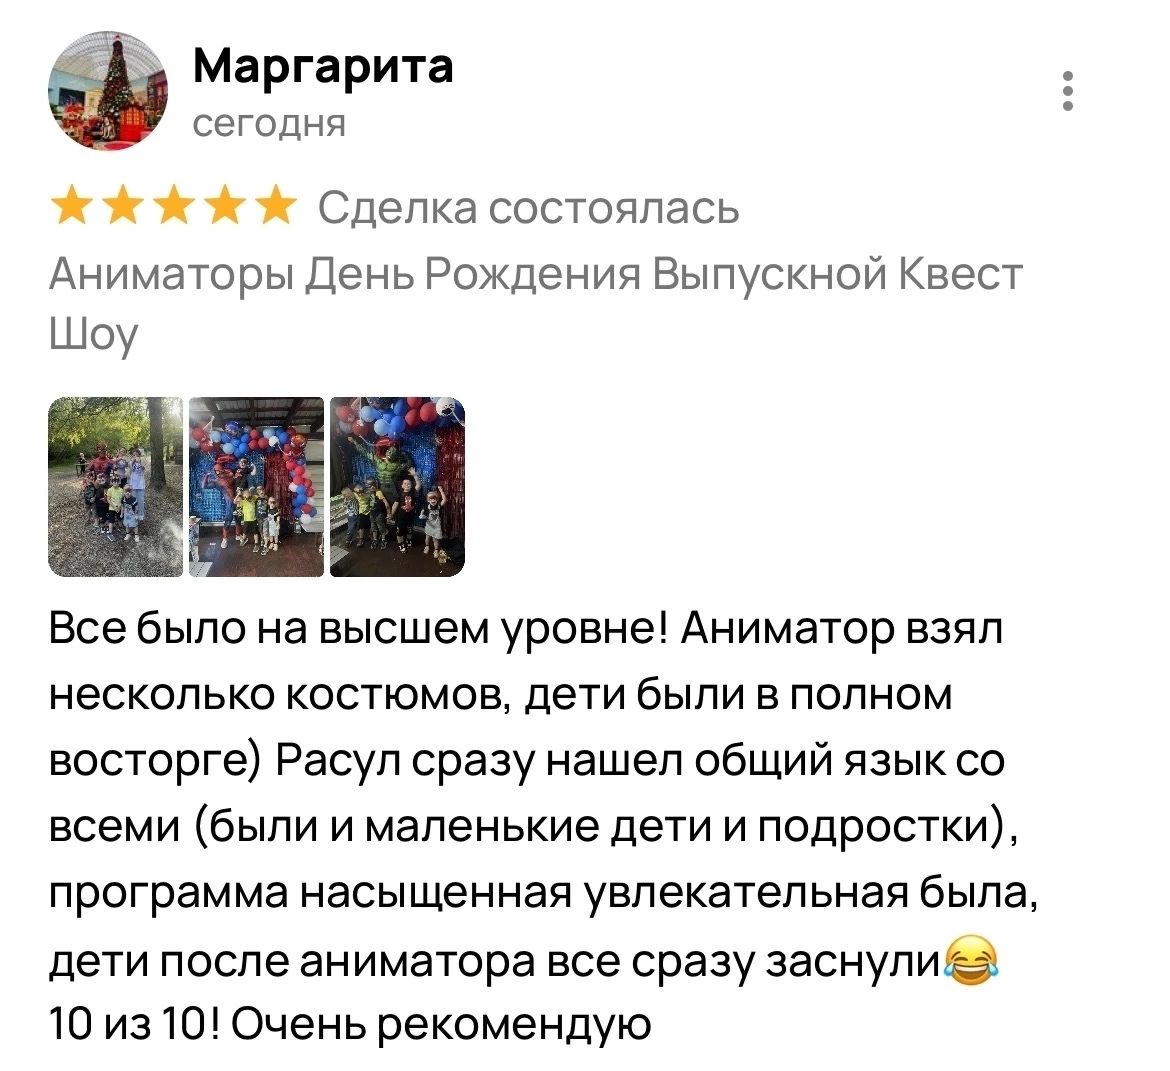 Маргарита
сегодня
Сделка состоялась
Аниматоры День Рождения Выпускной Квест
Шоу
Все было на высшем уровне! Аниматор взял
несколько костюмов, дети были в полном
восторге) Расул сразу нашел общий язык со
всеми (были и маленькие дети и подростки),
программа насыщенная увлекательная была,
дети после аниматора все сразу заснули😂
10 из 10! Очень рекомендую